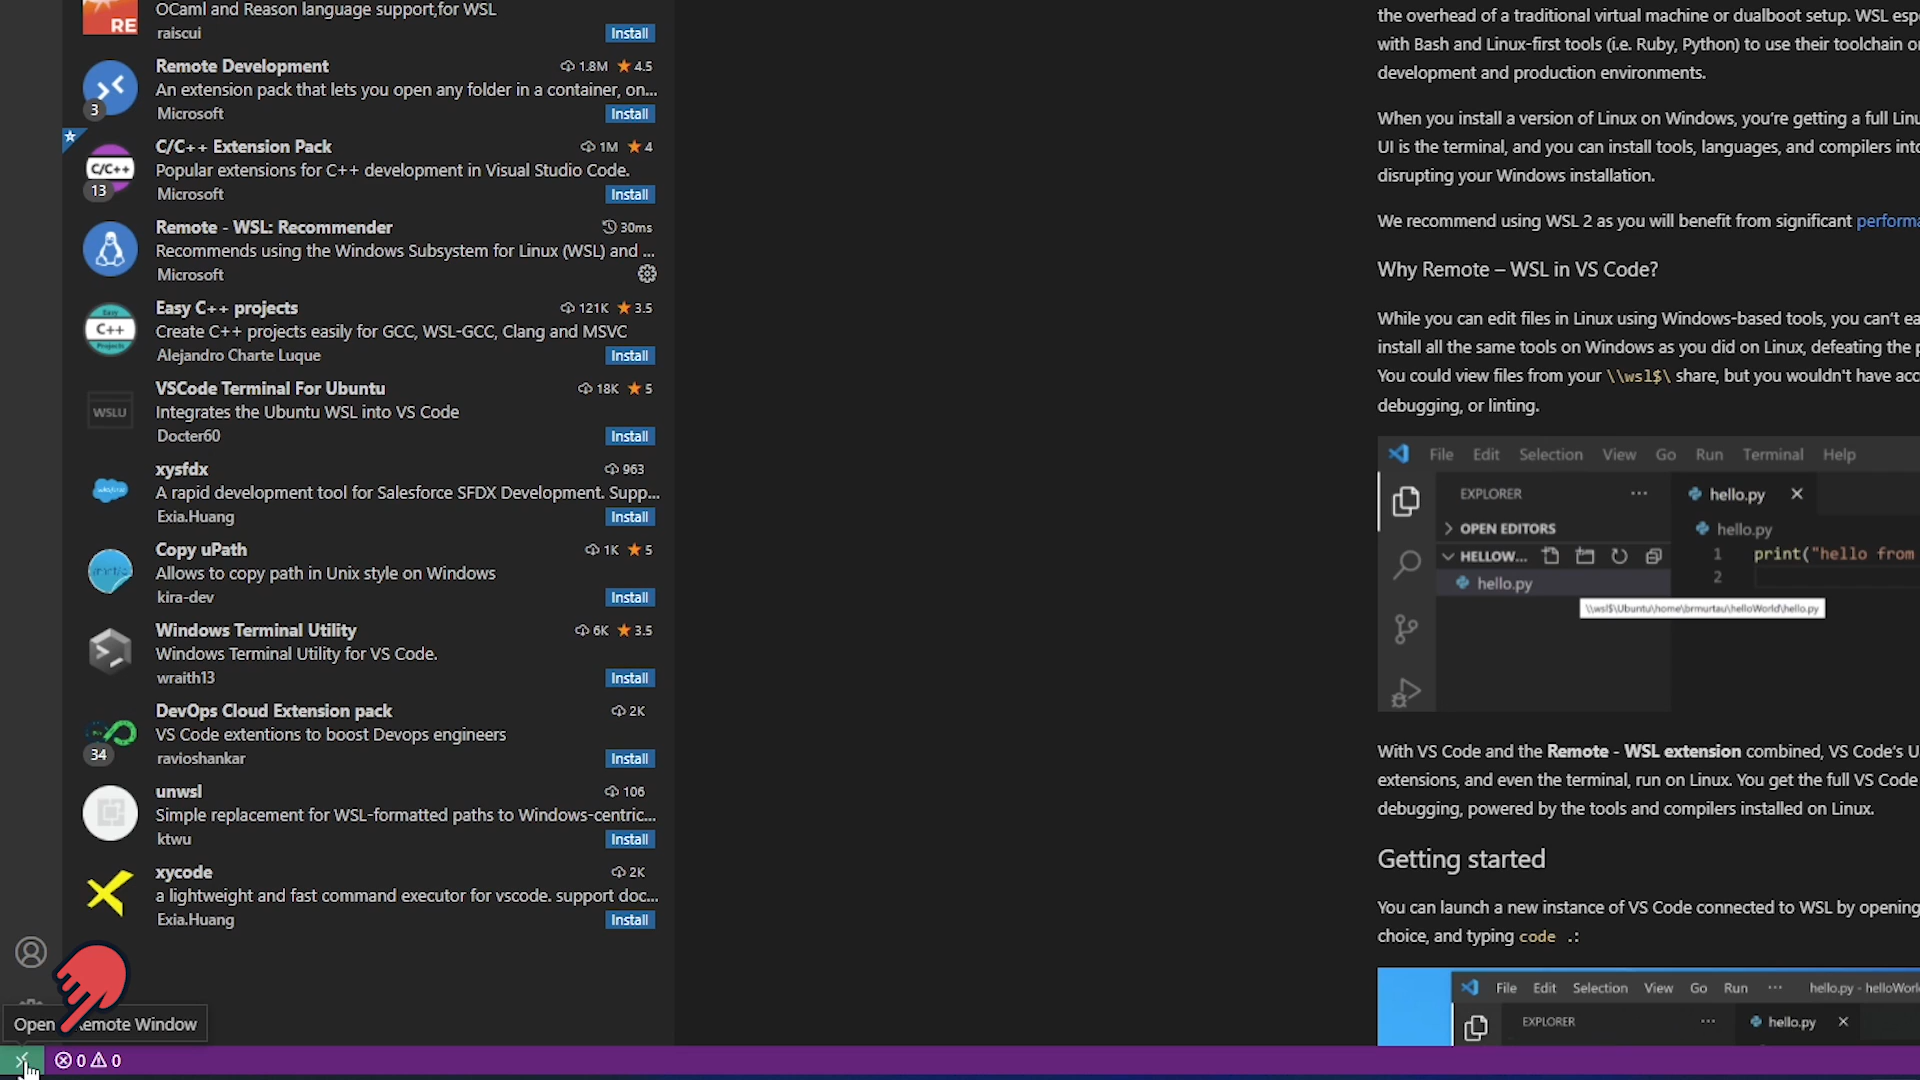 OCaml and Reason language support for WSL
raiscui
Install
RE
Remote Development
1.8M
4.5
An extension pack that lets you open any folder in a container, on...
3
Microsoft
Install
C/C++ Extension Pack
1M
4
C/C++
Popular extensions for C++ development in Visual Studio Code.
13
Microsoft
Install
Remote - WSL: Recommender
30ms
Recommends using the Windows Subsystem for Linux (WSL) and ...
Microsoft
Easy C++ projects
121K
3.5
Easy
C++
Projects
Create C++ projects easily for GCC, WSL-GCC, Clang and MSVC
Alejandro Charte Luque
Install
VSCode Terminal For Ubuntu
18K
5
WSLU
Integrates the Ubuntu WSL into VS Code
Docter60
Install
xysfdx
963
A rapid development tool for Salesforce SFDX Development. Supp...
Exia.Huang
Install
Copy uPath
1K
5
Allows to copy path in Unix style on Windows
kira-dev
Install
Windows Terminal Utility
6K
3.5
Windows Terminal Utility for VS Code.
wraith13
Install
DevOps Cloud Extension pack
2K
VS Code extentions to boost Devops engineers
34
ravioshankar
Install
unwsl
106
Simple replacement for WSL-formatted paths to Windows-centric...
ktwu
Install
xycode
2K
a lightweight and fast command executor for vscode. support doc...
Exia.Huang
Install
Open
emote Window
0
0
the overhead of a traditional virtual machine or dualboot setup. WSL esp
with Bash and Linux-first tools (i.e. Ruby, Python) to use their toolchain o
development and production environments.
When you install a version of Linux on Windows, you're getting a full Linu
UI is the terminal, and you can install tools, languages, and compilers into
disrupting your Windows installation.
We recommend using WSL 2 as you will benefit from significant performa
Why Remote – WSL in VS Code?
While you can edit files in Linux using Windows-based tools, you can't ea
install all the same tools on Windows as you did on Linux, defeating the p
You could view files from your \\wsl$\ share, but you wouldn't have acc
debugging, or linting.
File Edit Selection View Go Run Terminal Help
EXPLORER ...
hello.py
OPEN EDITORS
hello.py
HELLOW...
1 print("hello from
hello.py
2
\\wsl$\Ubuntu\home\brmurtau\helloWorld\hello.py
With VS Code and the Remote - WSL extension combined, VS Code's U
extensions, and even the terminal, run on Linux. You get the full VS Code
debugging, powered by the tools and compilers installed on Linux.
Getting started
You can launch a new instance of VS Code connected to WSL by opening
choice, and typing code .:
File Edit Selection View Go Run ... hello.py - helloWorl
EXPLORER ...
hello.py